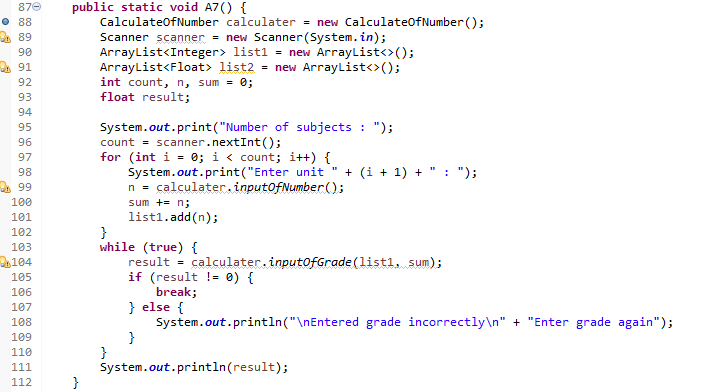 87 public static void A7() {
88 CalculateOfNumber calculater = new CalculateOfNumber();
89 Scanner scanner = new Scanner(System.in);
90 ArrayList<Integer> list1 = new ArrayList<>();
91 ArrayList<Float> list2 = new ArrayList<>();
92 int count, n, sum = 0;
93 float result;
94
95 System.out.print("Number of subjects : ");
96 count = scanner.nextInt();
97 for (int i = 0; i < count; i++) {
98 System.out.print("Enter unit " + (i + 1) + " : ");
99 n = calculater.inputOfNumber();
100 sum += n;
101 list1.add(n);
102 }
103 while (true) {
104 result = calculater.inputOfGrade(list1, sum);
105 if (result != 0) {
106 break;
107 } else {
108 System.out.println("\nEntered grade incorrectly\n" + "Enter grade again");
109 }
110 }
111 System.out.println(result);
112 }